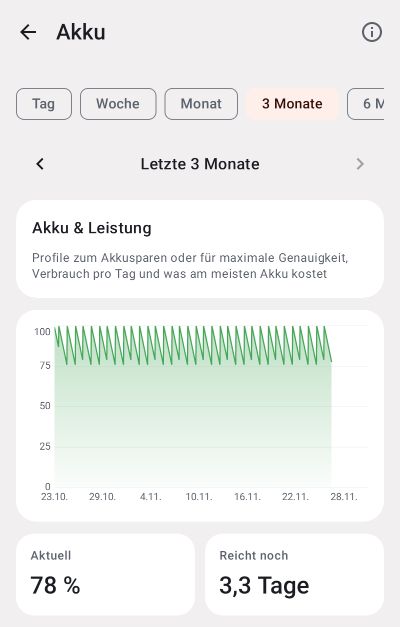 Akku
Tag Woche Monat 3 Monate 6 M
Letzte 3 Monate
Akku & Leistung
Profile zum Akkusparen oder für maximale Genauigkeit,
Verbrauch pro Tag und was am meisten Akku kostet
100
75
50
25
0
23.10. 29.10. 4.11. 10.11. 16.11. 22.11. 28.11.
Aktuell
78 %
Reicht noch
3,3 Tage